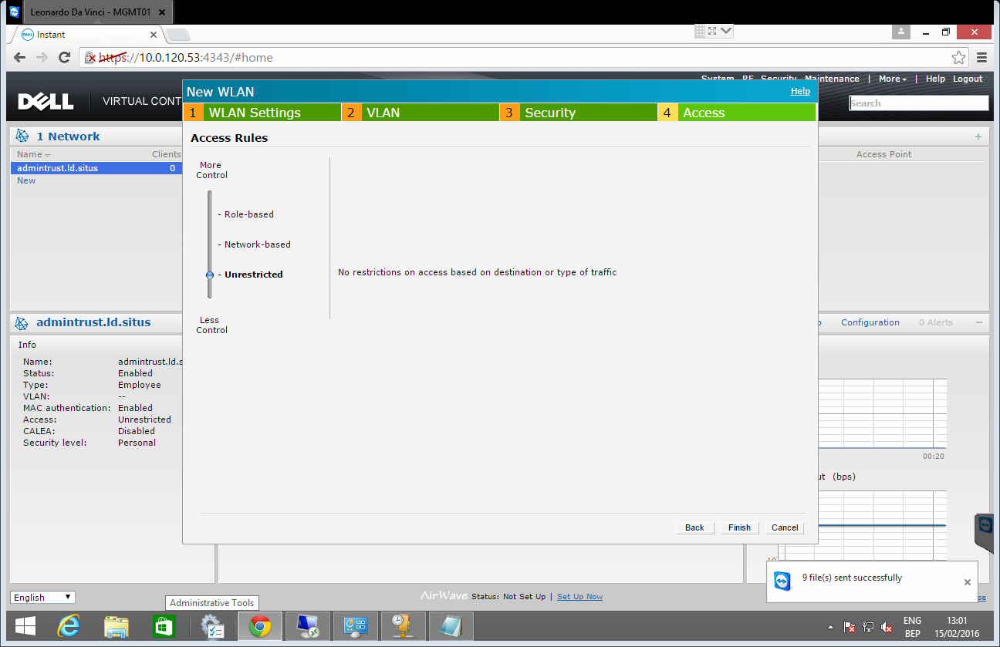 Leonardo Da Vinci - MGMT01
Instant
https://10.0.120.53:4343/#home
System RF Security Maintenance | More | Help Logout
DELL VIRTUAL CONT
Search
New WLAN Help
1 WLAN Settings 2 VLAN 3 Security 4 Access
1 Network
Name Clients
admintrust.ld.situs 0
New
Access Point
Access Rules
More
Control
- Role-based
- Network-based
- Unrestricted
No restrictions on access based on destination or type of traffic
Less
Control
Back Finish Cancel
admintrust.ld.situs
Configuration 0 Alerts
Info
Name: admintrust.ld.s
Status: Enabled
Type: Employee
VLAN: --
MAC authentication: Enabled
Access: Unrestricted
CALEA: Disabled
Security level: Personal
00:20
ut (bps)
10
9 file(s) sent successfully
English
Administrative Tools
AirWave Status: Not Set Up | Set Up Now
se
ENG
BEP
13:01
15/02/2016